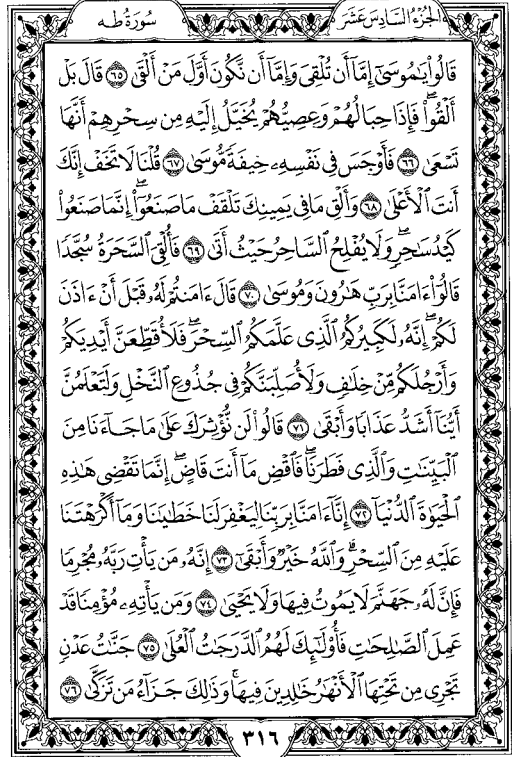 الجزء السادس عشر
سورة طه
قَالُوا۟ يَـٰمُوسَىٰٓ إِمَّآ أَن تُلْقِىَ وَإِمَّآ أَن نَّكُونَ أَوَّلَ مَنْ أَلْقَىٰ ٦٥ قَالَ بَلْ
أَلْقُوا۟ۖ فَإِذَا حِبَالُهُمْ وَعِصِيُّهُمْ يُخَيَّلُ إِلَيْهِ مِن سِحْرِهِمْ أَنَّهَا
تَسْعَىٰ ٦٦ فَأَوْجَسَ فِى نَفْسِهِۦ خِيفَةً مُّوسَىٰ ٦٧ قُلْنَا لَا تَخَفْ إِنَّكَ
أَنتَ ٱلْأَعْلَىٰ ٦٨ وَأَلْقِ مَا فِى يَمِينِكَ تَلْقَفْ مَا صَنَعُوٓا۟ۖ إِنَّمَا صَنَعُوا۟
كَيْدُ سَـٰحِرٍۖ وَلَا يُفْلِحُ ٱلسَّاحِرُ حَيْثُ أَتَىٰ ٦٩ فَأُلْقِىَ ٱلسَّحَرَةُ سُجَّدًا
قَالُوٓا۟ ءَامَنَّا بِرَبِّ هَـٰرُونَ وَمُوسَىٰ ٧٠ قَالَ ءَامَنتُمْ لَهُۥ قَبْلَ أَنْ ءَاذَنَ
لَكُمْۖ إِنَّهُۥ لَكَبِيرُكُمُ ٱلَّذِى عَلَّمَكُمُ ٱلسِّحْرَۖ فَلَأُقَطِّعَنَّ أَيْدِيَكُمْ
وَأَرْجُلَكُم مِّنْ خِلَـٰفٍ وَلَأُصَلِّبَنَّكُمْ فِى جُذُوعِ ٱلنَّخْلِ وَلَتَعْلَمُنَّ
أَيُّنَآ أَشَدُّ عَذَابًا وَأَبْقَىٰ ٧١ قَالُوا۟ لَن نُّؤْثِرَكَ عَلَىٰ مَا جَآءَنَا مِنَ
ٱلْبَيِّنَـٰتِ وَٱلَّذِى فَطَرَنَاۖ فَٱقْضِ مَآ أَنتَ قَاضٍۖ إِنَّمَا تَقْضِى هَـٰذِهِ
ٱلْحَيَوٰةَ ٱلدُّنْيَآ ٧٢ إِنَّآ ءَامَنَّا بِرَبِّنَا لِيَغْفِرَ لَنَا خَطَـٰيَـٰنَا وَمَآ أَكْرَهْتَنَا
عَلَيْهِ مِنَ ٱلسِّحْرِۗ وَٱللَّهُ خَيْرٌ وَأَبْقَىٰٓ ٧٣ إِنَّهُۥ مَن يَأْتِ رَبَّهُۥ مُجْرِمًا
فَإِنَّ لَهُۥ جَهَنَّمَ لَا يَمُوتُ فِيهَا وَلَا يَحْيَىٰ ٧٤ وَمَن يَأْتِهِۦ مُؤْمِنًا قَدْ
عَمِلَ ٱلصَّـٰلِحَـٰتِ فَأُو۟لَـٰٓئِكَ لَهُمُ ٱلدَّرَجَـٰتُ ٱلْعُلَىٰ ٧٥ جَنَّـٰتُ عَدْنٍ
تَجْرِى مِن تَحْتِهَا ٱلْأَنْهَـٰرُ خَـٰلِدِينَ فِيهَاۚ وَذَٰلِكَ جَزَآءُ مَن تَزَكَّىٰ ٧٦
٣١٦